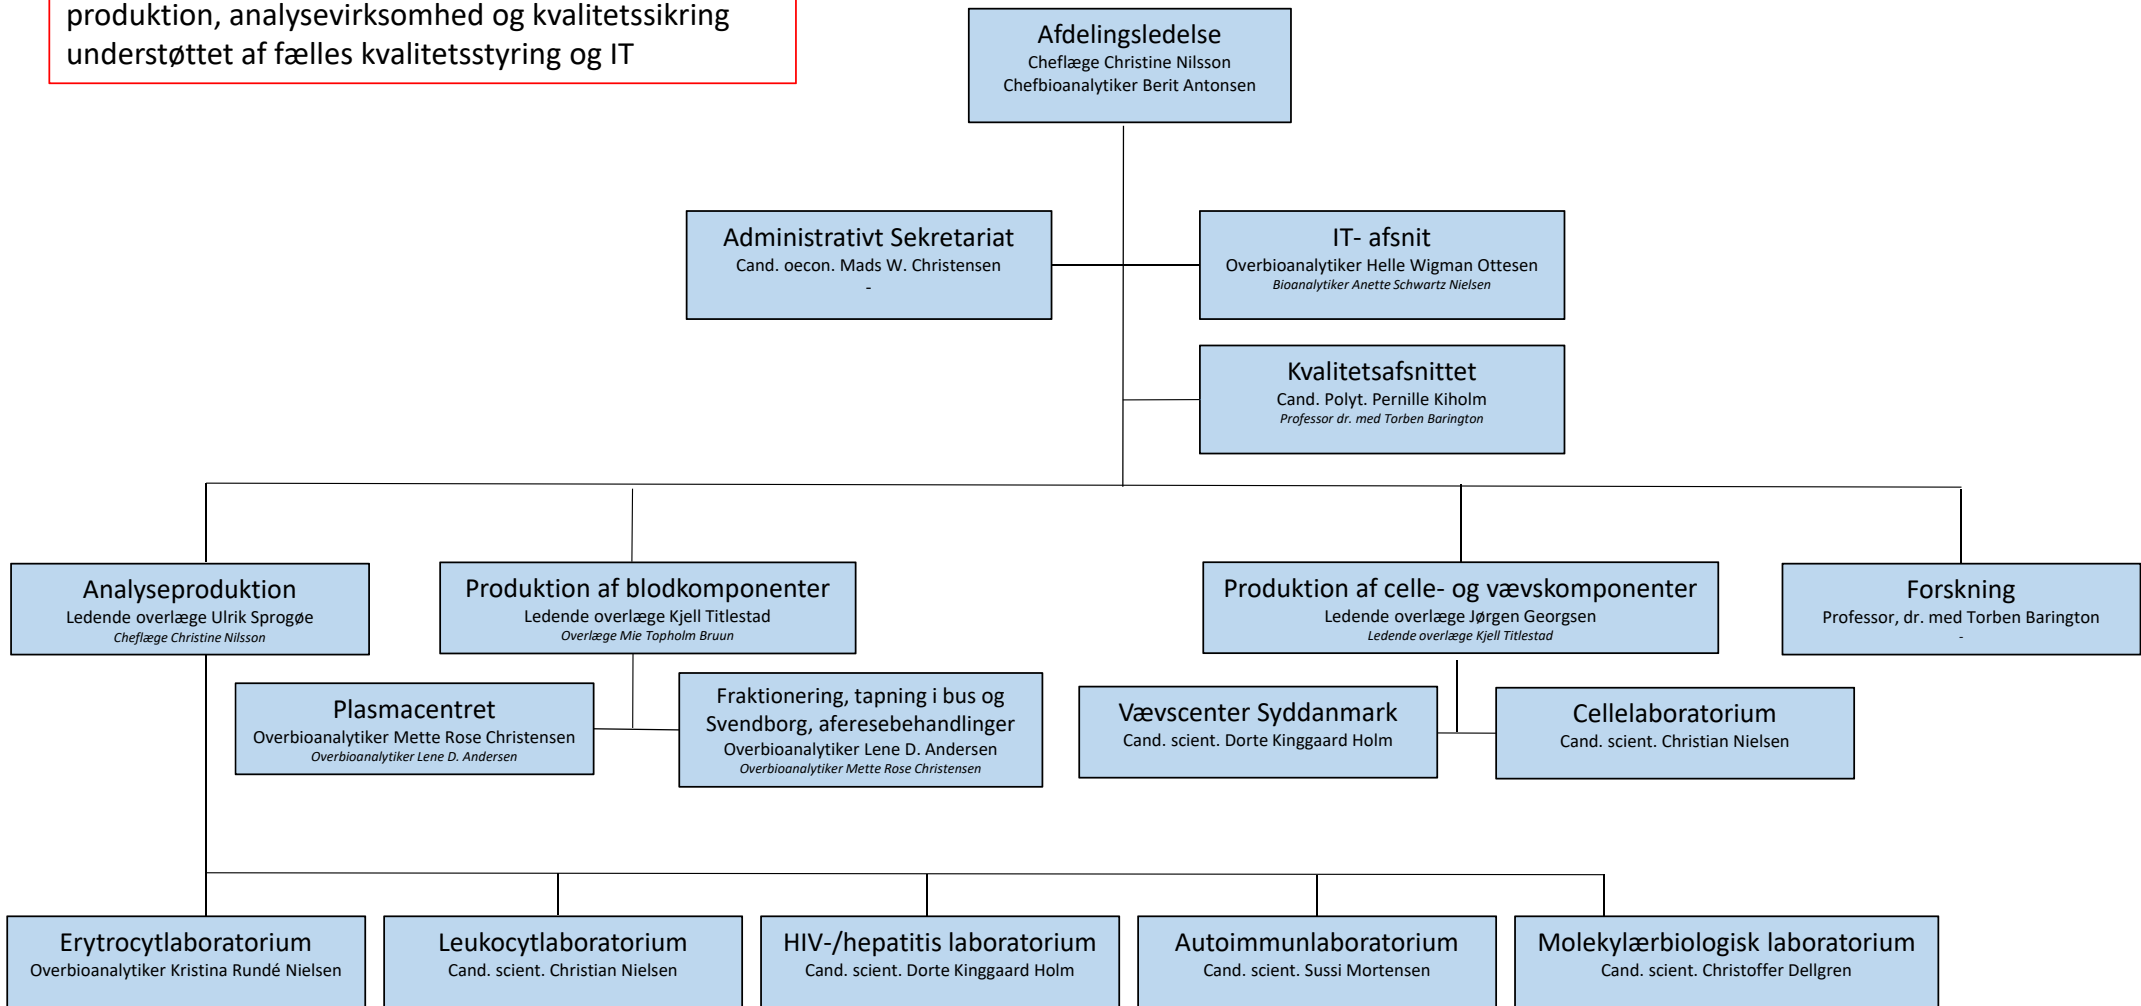 produktion, analysevirksomhed og kvalitetssikring
understøttet af fælles kvalitetsstyring og IT
Afdelingsledelse
Cheflæge Christine Nilsson
Chefbioanalytiker Berit Antonsen
Administrativt Sekretariat
Cand. oecon. Mads W. Christensen
-
IT- afsnit
Overbioanalytiker Helle Wigman Ottesen
Bioanalytiker Anette Schwartz Nielsen
Kvalitetsafsnittet
Cand. Polyt. Pernille Kiholm
Professor dr. med Torben Barington
Analyseproduktion
Ledende overlæge Ulrik Sprogøe
Cheflæge Christine Nilsson
Produktion af blodkomponenter
Ledende overlæge Kjell Titlestad
Overlæge Mie Topholm Bruun
Produktion af celle- og vævskomponenter
Ledende overlæge Jørgen Georgsen
Ledende overlæge Kjell Titlestad
Forskning
Professor, dr. med Torben Barington
-
Plasmacentret
Overbioanalytiker Mette Rose Christensen
Overbioanalytiker Lene D. Andersen
Fraktionering, tapning i bus og
Svendborg, aferesebehandlinger
Overbioanalytiker Lene D. Andersen
Overbioanalytiker Mette Rose Christensen
Vævscenter Syddanmark
Cand. scient. Dorte Kinggaard Holm
Cellelaboratorium
Cand. scient. Christian Nielsen
Erytrocytlaboratorium
Overbioanalytiker Kristina Rundé Nielsen
Leukocytlaboratorium
Cand. scient. Christian Nielsen
HIV-/hepatitis laboratorium
Cand. scient. Dorte Kinggaard Holm
Autoimmunlaboratorium
Cand. scient. Sussi Mortensen
Molekylærbiologisk laboratorium
Cand. scient. Christoffer Dellgren